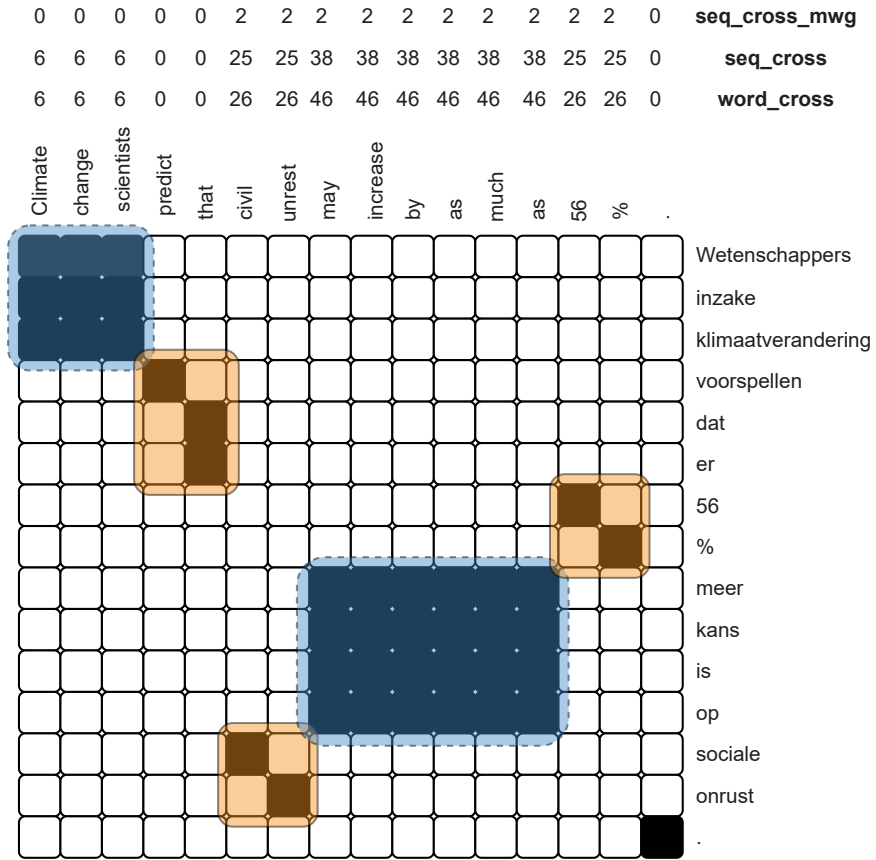 0 0 0 0 0 2 2 2 2 2 2 2 2 2 2 0 seq_cross_mwg
6 6 6 0 0 25 25 38 38 38 38 38 38 25 25 0 seq_cross
6 6 6 0 0 26 26 46 46 46 46 46 46 26 26 0 word_cross
Climate change scientists predict that civil unrest may increase by as much as 56 % .
Wetenschappers
inzake
klimaatverandering
voorspellen
dat
er
56
%
meer
kans
is
op
sociale
onrust
.